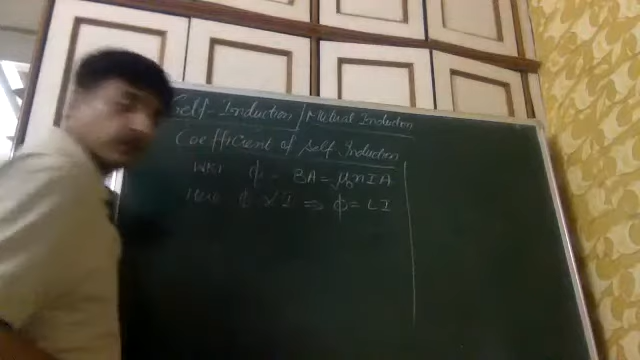 Self-Induction | Mutual Induction
Coefficient of Self Induction
WKT ϕ = BA = μ₀nIA
Here ϕ ∝ I ⇒ ϕ = LI